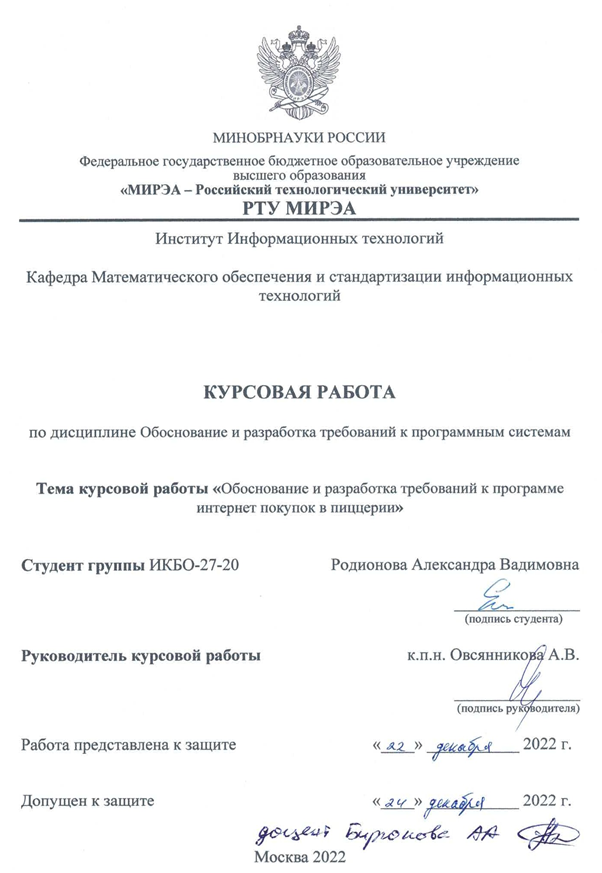 МИНОБРНАУКИ РОССИИ
Федеральное государственное бюджетное образовательное учреждение
высшего образования
«МИРЭА – Российский технологический университет»
РТУ МИРЭА
Институт Информационных технологий
Кафедра Математического обеспечения и стандартизации информационных
технологий
КУРСОВАЯ РАБОТА
по дисциплине Обоснование и разработка требований к программным системам
Тема курсовой работы «Обоснование и разработка требований к программе
интернет покупок в пиццерии»
Студент группы ИКБО-27-20 Родионова Александра Вадимовна
(подпись студента)
Руководитель курсовой работы к.п.н. Овсянникова А.В.
(подпись руководителя)
Работа представлена к защите «22» декабря 2022 г.
Допущен к защите «24» декабря 2022 г.
доцент АА
Москва 2022